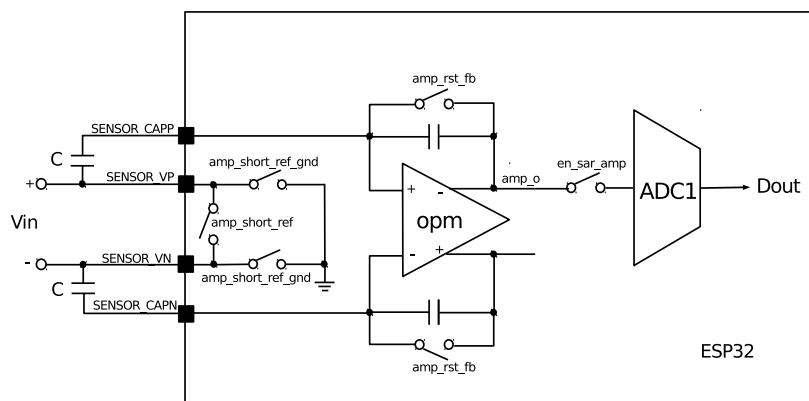 amp_rst_fb
SENSOR_CAPP
C
SENSOR_VP
amp_short_ref_gnd
+
+
-
amp_o
en_sar_amp
ADC1
Dout
Vin
amp_short_ref
opm
-
SENSOR_VN
amp_short_ref_gnd
-
+
C
SENSOR_CAPN
amp_rst_fb
ESP32